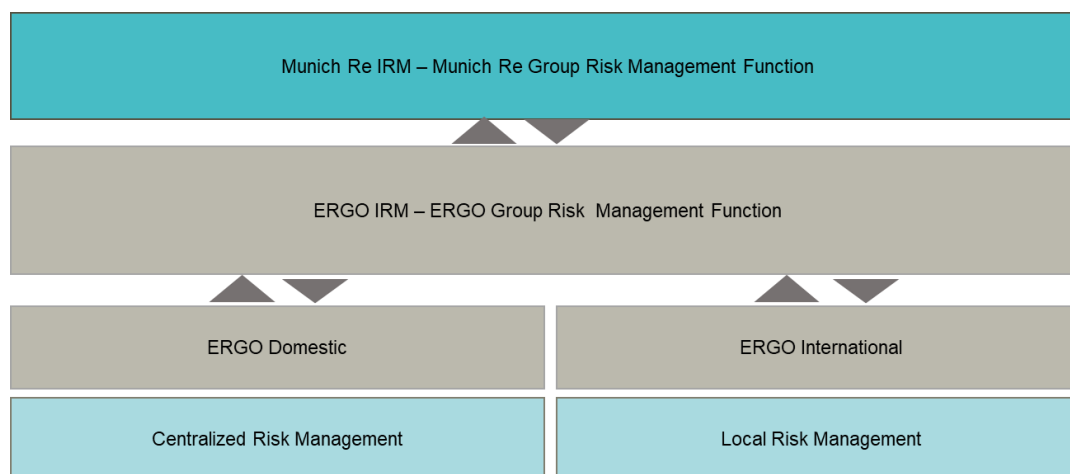 Munich Re IRM – Munich Re Group Risk Management Function
ERGO IRM – ERGO Group Risk Management Function
ERGO Domestic
ERGO International
Centralized Risk Management
Local Risk Management